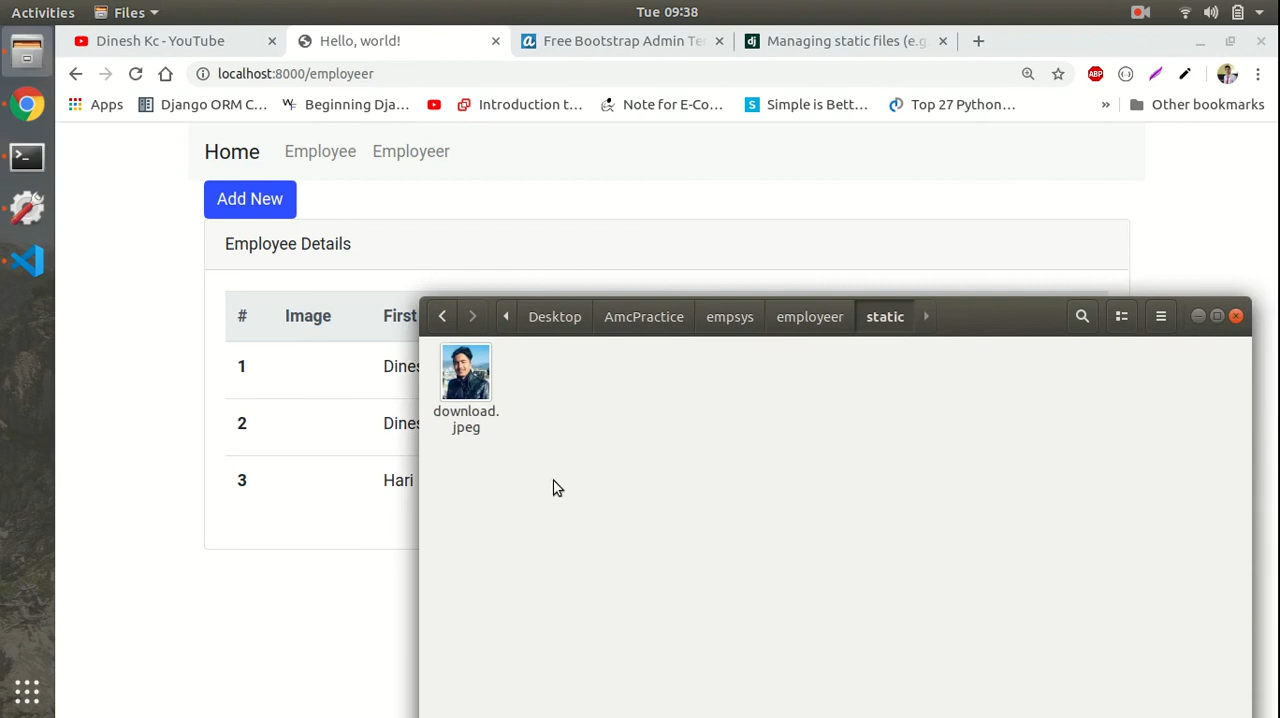 Activities Files Tue 09:38
Dinesh Kc - YouTube Hello, world! Free Bootstrap Admin Te Managing static files (e.g
localhost:8000/employeer ABP
Apps Django ORM C... Beginning Dja... Introduction t... Note for E-Co... Simple is Bett... Top 27 Python... » Other bookmarks
Home Employee Employeer
Add New
Employee Details
# Image First
Desktop AmcPractice empsys employeer static
1 Dines
2 Dines
3 Hari
download.
jpeg